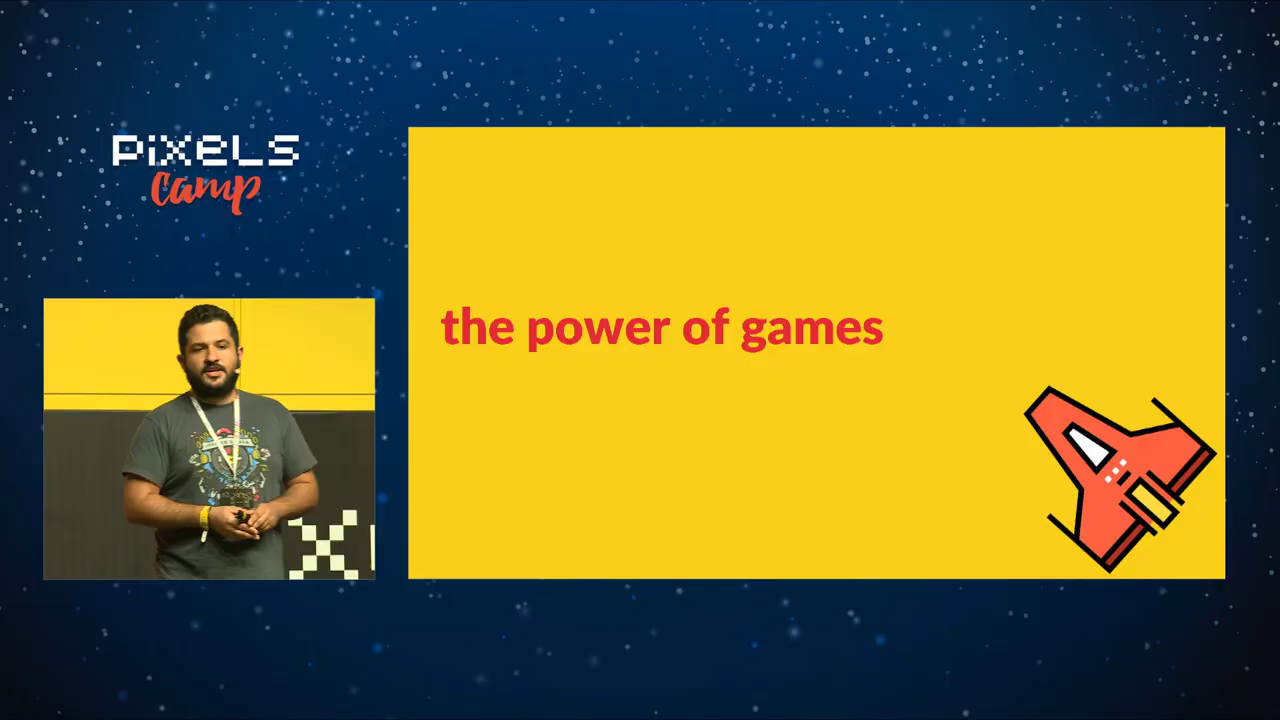 pixels
camp
the power of games
X